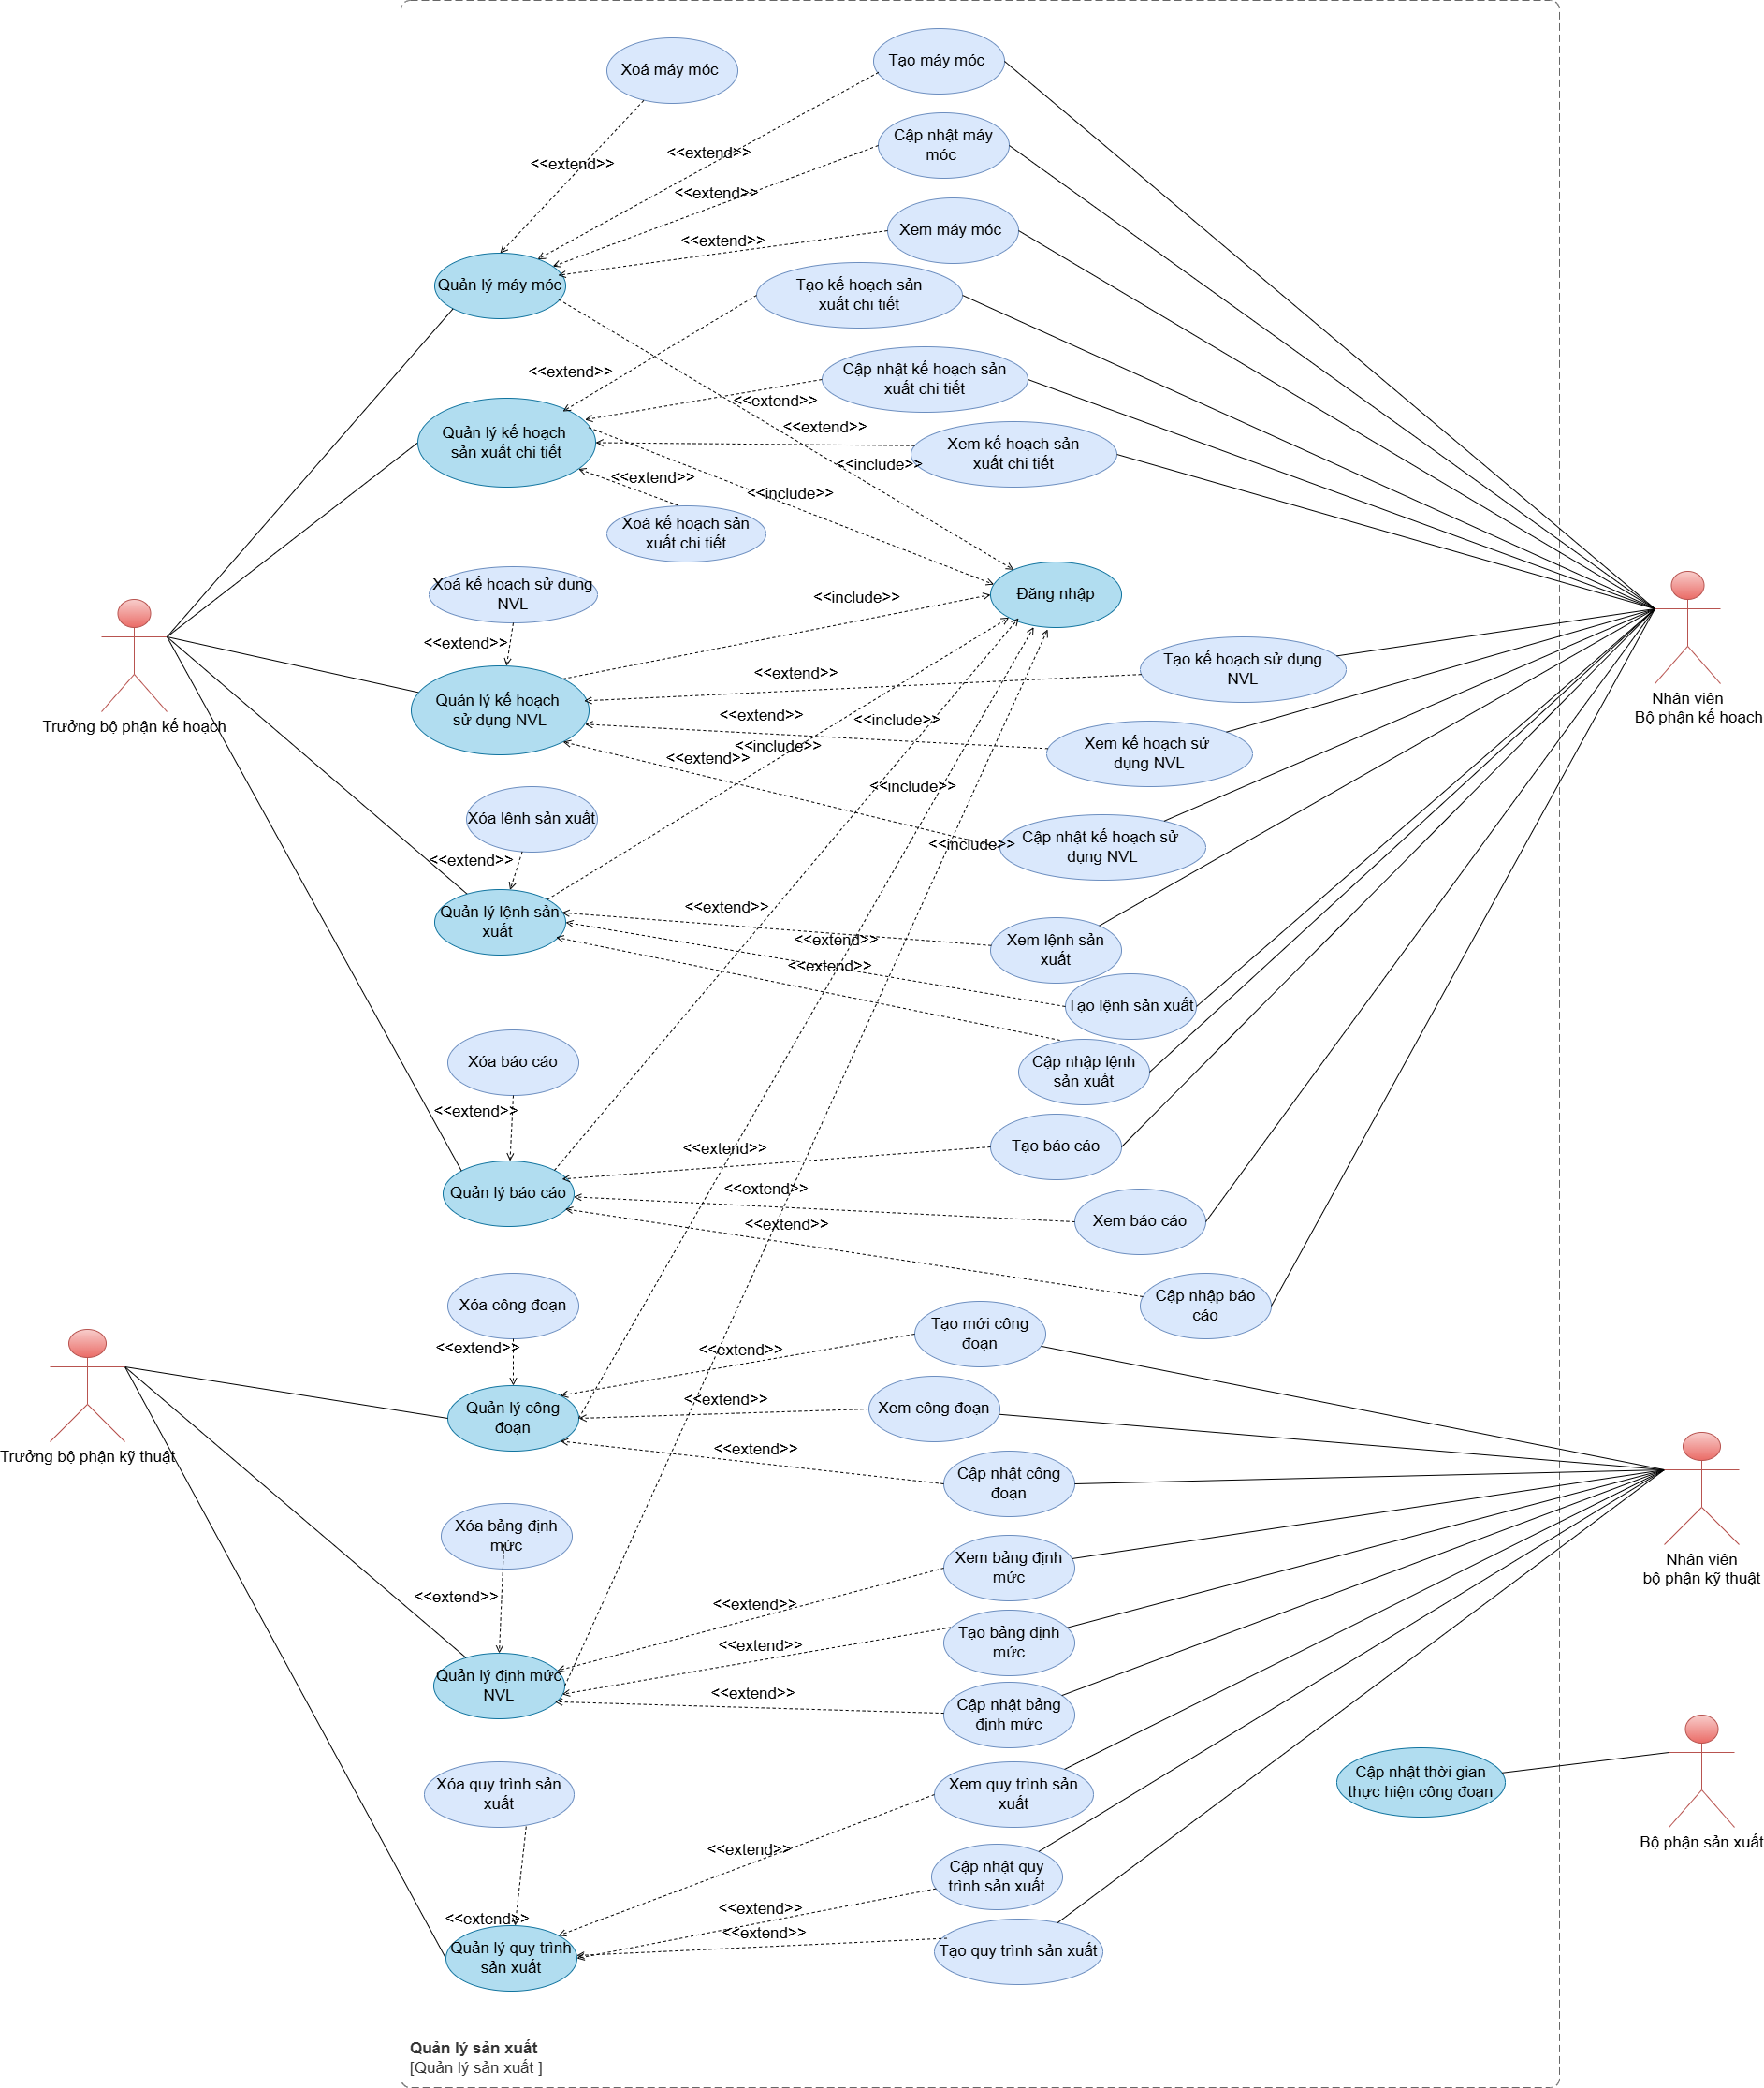 Tạo máy móc
Xoá máy móc
Cập nhật máy
móc
<<extend>>
<<extend>>
<<extend>>
Xem máy móc
<<extend>>
Quản lý máy móc
Tạo kế hoạch sản
xuất chi tiết
<<extend>>
Cập nhật kế hoạch sản
xuất chi tiết
<<extend>>
<<extend>>
Quản lý kế hoạch
sản xuất chi tiết
Xem kế hoạch sản
xuất chi tiết
<<include>>
<<extend>>
<<include>>
Xoá kế hoạch sản
xuất chi tiết
Xoá kế hoạch sử dụng
NVL
<<include>>
Đăng nhập
<<extend>>
Tạo kế hoạch sử dụng
NVL
<<extend>>
Trưởng bộ phận kế hoạch
Nhân viên
Bộ phận kế hoạch
Quản lý kế hoạch
sử dụng NVL
<<extend>>
<<include>>
<<include>>
<<extend>>
Xem kế hoạch sử
dụng NVL
<<include>>
Xóa lệnh sản xuất
Cập nhật kế hoạch sử
dụng NVL
<<include>>
<<extend>>
Quản lý lệnh sản
xuất
<<extend>>
<<extend>>
<<extend>>
Xem lệnh sản
xuất
Tạo lệnh sản xuất
Xóa báo cáo
Cập nhập lệnh
sản xuất
<<extend>>
<<extend>>
Tạo báo cáo
Quản lý báo cáo
<<extend>>
Xem báo cáo
<<extend>>
Xóa công đoạn
Cập nhập báo
cáo
<<extend>>
<<extend>>
Tạo mới công
đoạn
Trưởng bộ phận kỹ thuật
Quản lý công
đoạn
<<extend>>
Xem công đoạn
<<extend>>
Cập nhật công
đoạn
Xóa bảng định
mức
Xem bảng định
mức
Nhân viên
bộ phận kỹ thuật
<<extend>>
<<extend>>
<<extend>>
Tạo bảng định
mức
Quản lý định mức
NVL
<<extend>>
Cập nhật bảng
định mức
Xóa quy trình sản
xuất
Xem quy trình sản
xuất
Cập nhật thời gian
thực hiện công đoạn
Bộ phận sản xuất
<<extend>>
Cập nhật quy
trình sản xuất
<<extend>>
<<extend>>
<<extend>>
Quản lý quy trình
sản xuất
Tạo quy trình sản xuất
Quản lý sản xuất
[Quản lý sản xuất ]